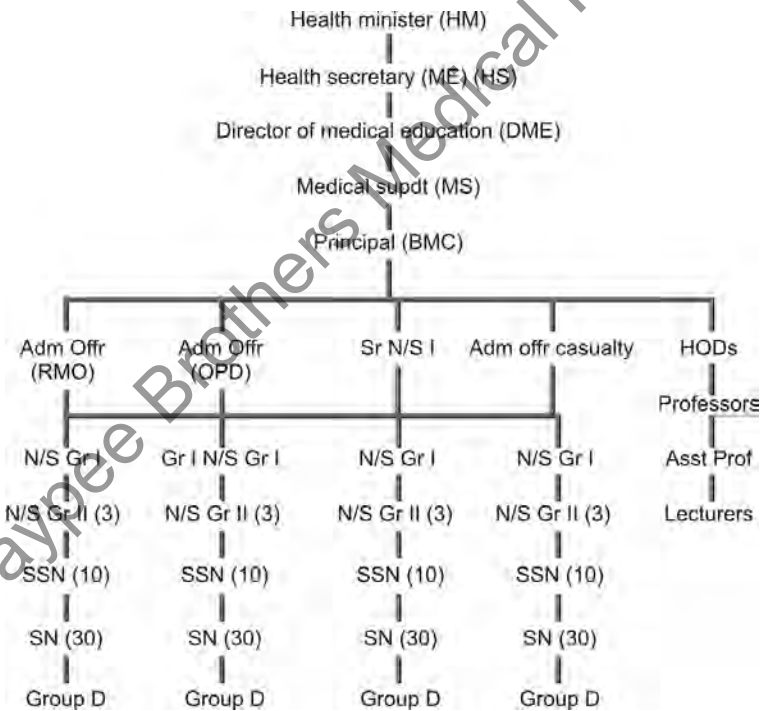 Health minister (HM)
Health secretary (ME) (HS)
Director of medical education (DME)
Medical supdt (MS)
Principal (BMC)
Adm Offr Adm Offr Sr N/S I Adm offr casualty HODs
(RMO) (OPD)
Professors
N/S Gr I Gr I N/S Gr I N/S Gr I N/S Gr I Asst Prof
N/S Gr II (3) N/S Gr II (3) N/S Gr II (3) N/S Gr II (3) Lecturers
SSN (10) SSN (10) SSN (10) SSN (10)
SN (30) SN (30) SN (30) SN (30)
Group D Group D Group D Group D
Jaypee Brothers Medical